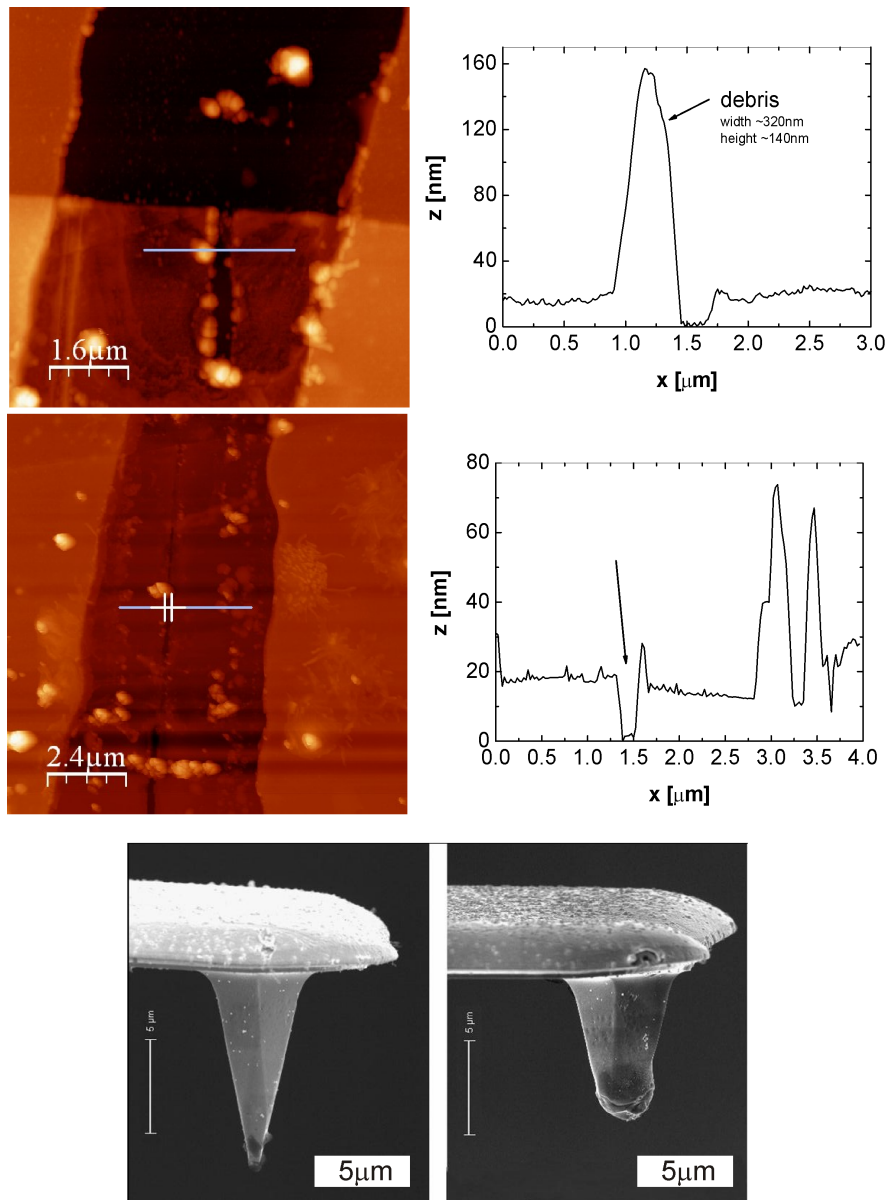 1.6μm
z [nm]
160
120
80
40
0
debris
width ~320nm
height ~140nm
0.0 0.5 1.0 1.5 2.0 2.5 3.0
x [μm]
2.4μm
z [nm]
80
60
40
20
0
0.0 0.5 1.0 1.5 2.0 2.5 3.0 3.5 4.0
x [μm]
5 μm
5μm
5 μm
5μm